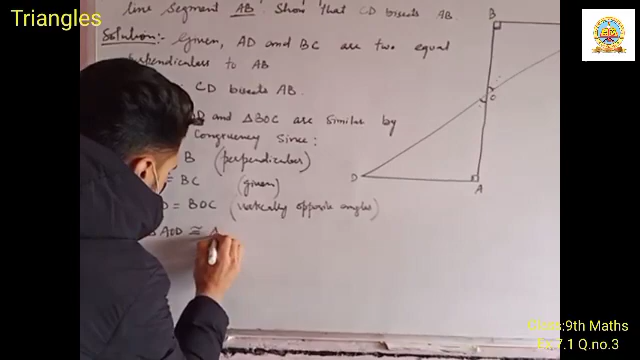 Triangles
line segment AB. Show that CD bisects AB.
Solution:- Given, AD and BC are two equal
perpendiculars to AB
CD bisects AB.
and ΔBOC are similar by
congruency since:
B (perpendicular)
= BC (given)
= BOC (vertically opposite angles)
AOD ≅
B
O
D
A
Class:9th Maths
Ex 7.1 Q.no.3